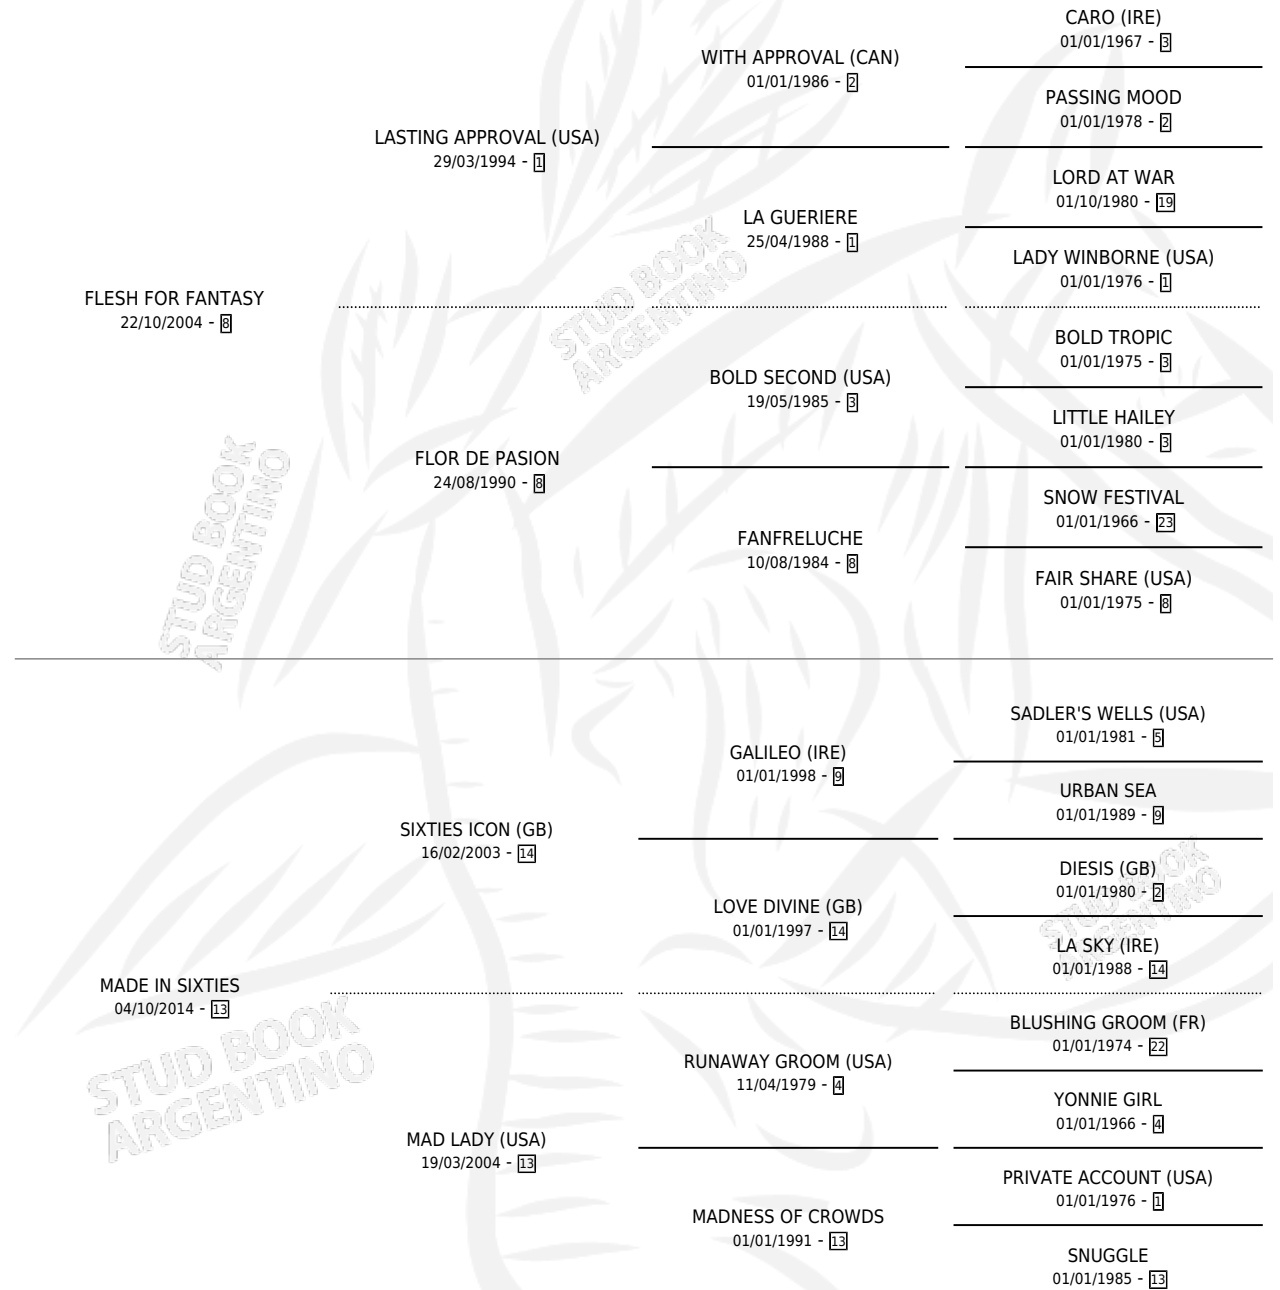 CARO (IRE)
01/01/1967 - 3
WITH APPROVAL (CAN)
01/01/1986 - 2
PASSING MOOD
01/01/1978 - 2
LASTING APPROVAL (USA)
29/03/1994 - 1
LORD AT WAR
01/10/1980 - 19
LA GUERIERE
25/04/1988 - 1
LADY WINBORNE (USA)
01/01/1976 - 1
FLESH FOR FANTASY
22/10/2004 - 8
BOLD TROPIC
01/01/1975 - 3
BOLD SECOND (USA)
19/05/1985 - 3
LITTLE HAILEY
01/01/1980 - 3
FLOR DE PASION
24/08/1990 - 8
SNOW FESTIVAL
01/01/1966 - 23
FANFRELUCHE
10/08/1984 - 8
FAIR SHARE (USA)
01/01/1975 - 8
STUD BOOK
ARGENTINO
STUD BOOK
ARGENTINO
SADLER'S WELLS (USA)
01/01/1981 - 5
GALILEO (IRE)
01/01/1998 - 9
URBAN SEA
01/01/1989 - 9
SIXTIES ICON (GB)
16/02/2003 - 14
DIESIS (GB)
01/01/1980 - 2
LOVE DIVINE (GB)
01/01/1997 - 14
LA SKY (IRE)
01/01/1988 - 14
MADE IN SIXTIES
04/10/2014 - 13
BLUSHING GROOM (FR)
01/01/1974 - 22
RUNAWAY GROOM (USA)
11/04/1979 - 4
YONNIE GIRL
01/01/1966 - 4
MAD LADY (USA)
19/03/2004 - 13
PRIVATE ACCOUNT (USA)
01/01/1976 - 1
MADNESS OF CROWDS
01/01/1991 - 13
SNUGGLE
01/01/1985 - 13
STUD BOOK
ARGENTINO
STUD BOOK
ARGENTINO